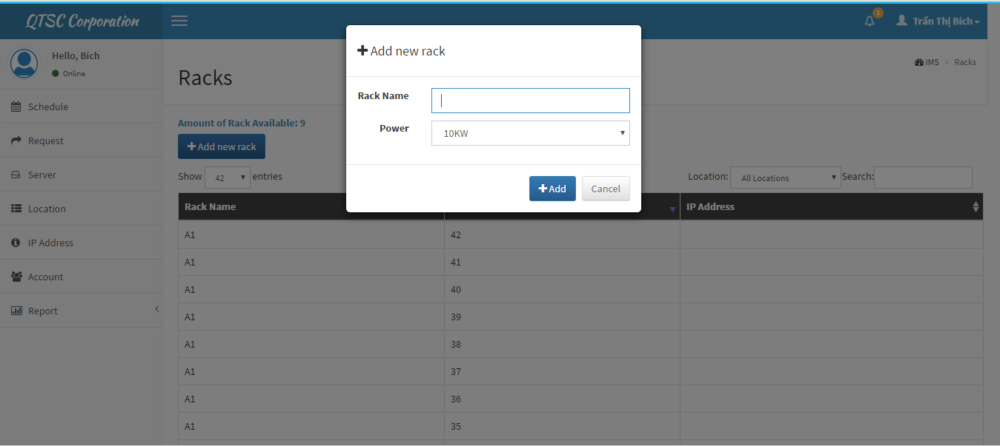 QTSC Corporation
1
Trần Thị Bích
Hello, Bich
Online
Schedule
Request
Server
Location
IP Address
Account
Report
IMS > Racks
Racks
Amount of Rack Available: 9
Add new rack
Show 42 entries
Location: All Locations Search:
Add new rack
Rack Name
Power 10KW
Add Cancel
Rack Name IP Address
A1 42
A1 41
A1 40
A1 39
A1 38
A1 37
A1 36
A1 35